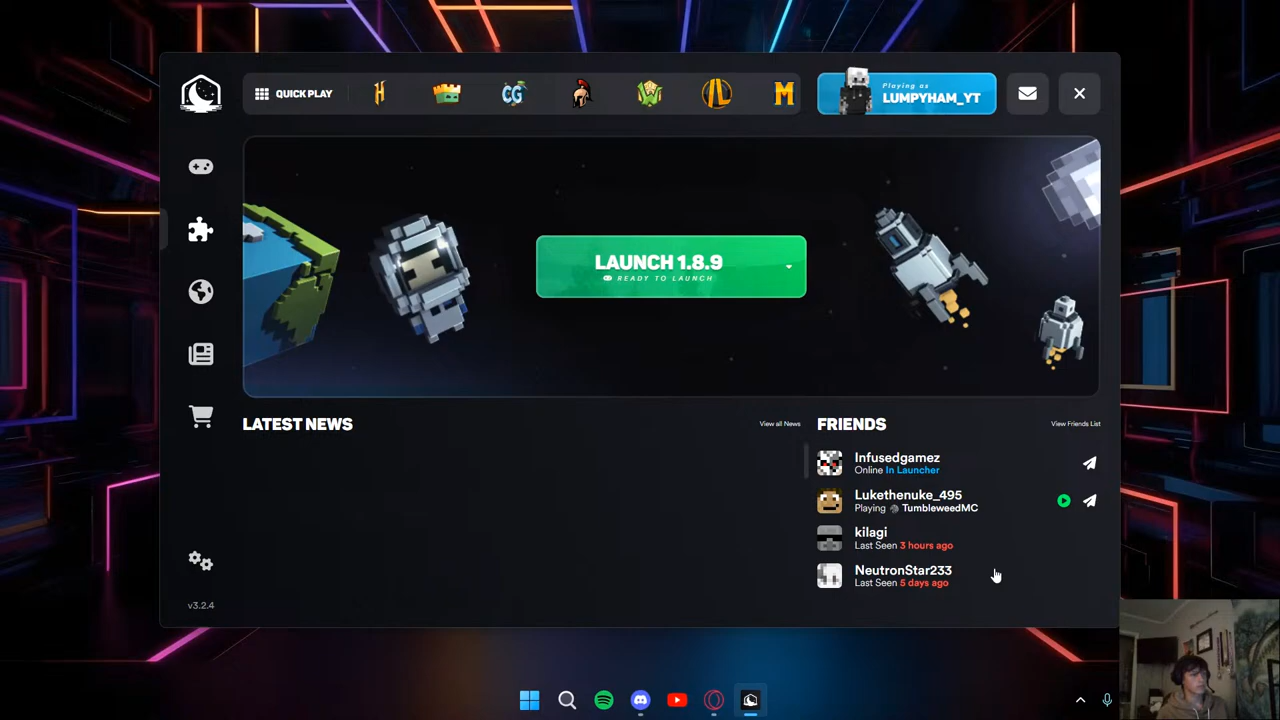 QUICK PLAY
H
CG
IL
M
Playing as
LUMPYHAM_YT
LAUNCH 1.8.9
READY TO LAUNCH
LATEST NEWS
View all News
FRIENDS
View Friends List
Infusedgamez
Online In Launcher
Lukethenuke_495
Playing TumbleweedMC
kilagi
Last Seen 3 hours ago
NeutronStar233
Last Seen 5 days ago
v3.2.4